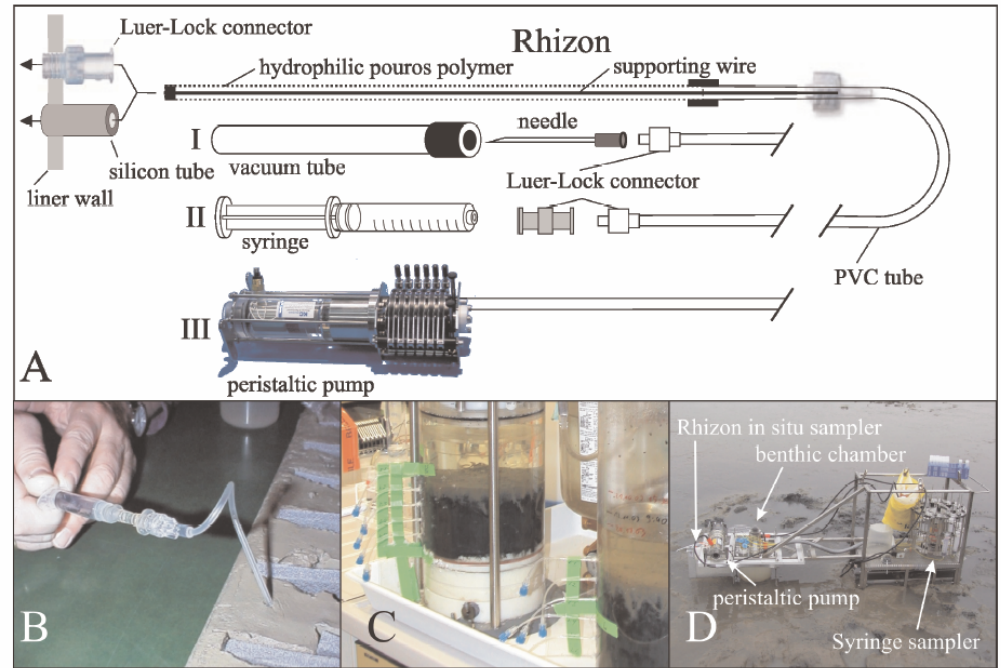 Luer-Lock connector
Rhizon
hydrophilic pouros polymer
supporting wire
I
needle
vacuum tube
silicon tube
Luer-Lock connector
liner wall
II
syringe
PVC tube
III
A
peristaltic pump
B
C
Rhizon in situ sampler
benthic chamber
peristaltic pump
D
Syringe sampler